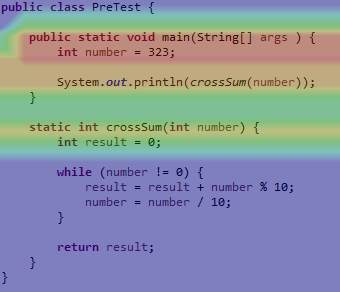 public class PreTest {
    public static void main(String[] args ) {
        int number = 323;
        System.out.println(crossSum(number));
    }
    static int crossSum(int number) {
        int result = 0;
        while (number != 0) {
            result = result + number % 10;
            number = number / 10;
        }
        return result;
    }
}